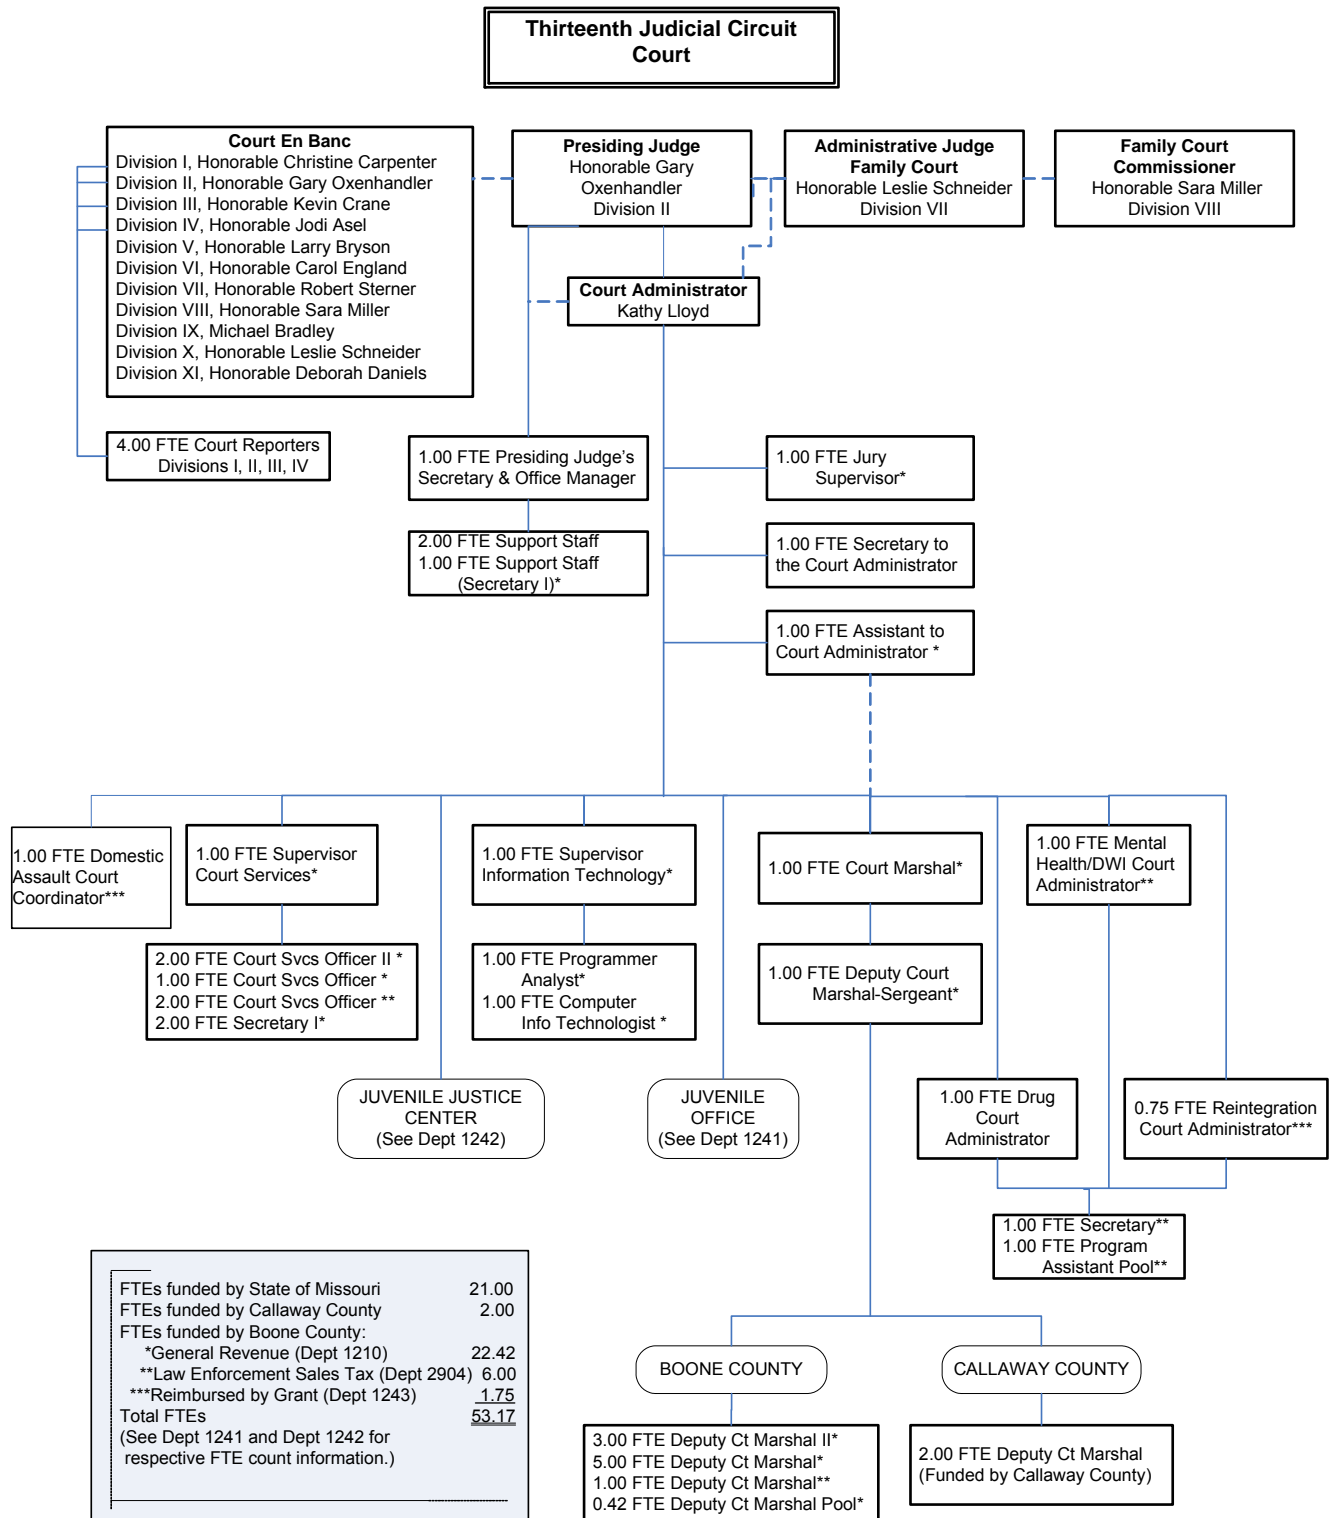 Thirteenth Judicial Circuit
Court
Court En Banc
Division I, Honorable Christine Carpenter
Division II, Honorable Gary Oxenhandler
Division III, Honorable Kevin Crane
Division IV, Honorable Jodi Asel
Division V, Honorable Larry Bryson
Division VI, Honorable Carol England
Division VII, Honorable Robert Sterner
Division VIII, Honorable Sara Miller
Division IX, Michael Bradley
Division X, Honorable Leslie Schneider
Division XI, Honorable Deborah Daniels
Presiding Judge
Honorable Gary
Oxenhandler
Division II
Administrative Judge
Family Court
Honorable Leslie Schneider
Division VII
Family Court
Commissioner
Honorable Sara Miller
Division VIII
Court Administrator
Kathy Lloyd
4.00 FTE Court Reporters
Divisions I, II, III, IV
1.00 FTE Presiding Judge's
Secretary & Office Manager
2.00 FTE Support Staff
1.00 FTE Support Staff
(Secretary I)*
1.00 FTE Jury
Supervisor*
1.00 FTE Secretary to
the Court Administrator
1.00 FTE Assistant to
Court Administrator *
1.00 FTE Domestic
Assault Court
Coordinator***
1.00 FTE Supervisor
Court Services*
1.00 FTE Supervisor
Information Technology*
1.00 FTE Court Marshal*
1.00 FTE Mental
Health/DWI Court
Administrator**
2.00 FTE Court Svcs Officer II *
1.00 FTE Court Svcs Officer *
2.00 FTE Court Svcs Officer **
2.00 FTE Secretary I*
1.00 FTE Programmer
Analyst*
1.00 FTE Computer
Info Technologist *
1.00 FTE Deputy Court
Marshal-Sergeant*
JUVENILE JUSTICE
CENTER
(See Dept 1242)
JUVENILE
OFFICE
(See Dept 1241)
1.00 FTE Drug
Court
Administrator
0.75 FTE Reintegration
Court Administrator***
1.00 FTE Secretary**
1.00 FTE Program
Assistant Pool**
FTEs funded by State of Missouri 21.00
FTEs funded by Callaway County 2.00
FTEs funded by Boone County:
*General Revenue (Dept 1210) 22.42
**Law Enforcement Sales Tax (Dept 2904) 6.00
***Reimbursed by Grant (Dept 1243) 1.75
Total FTEs 53.17
(See Dept 1241 and Dept 1242 for
respective FTE count information.)
BOONE COUNTY
CALLAWAY COUNTY
3.00 FTE Deputy Ct Marshal II*
5.00 FTE Deputy Ct Marshal*
1.00 FTE Deputy Ct Marshal**
0.42 FTE Deputy Ct Marshal Pool*
2.00 FTE Deputy Ct Marshal
(Funded by Callaway County)